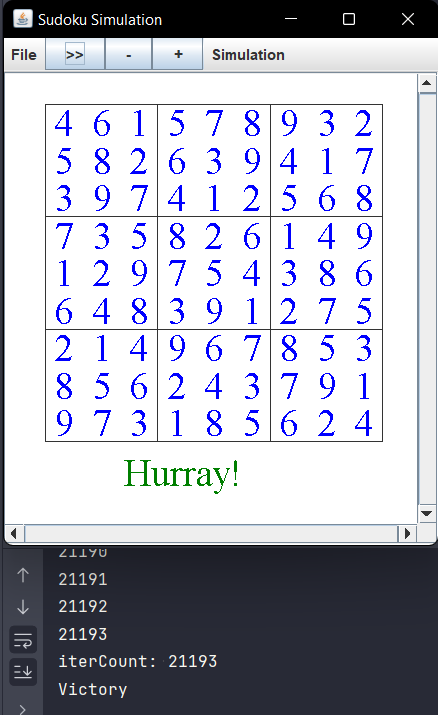 Sudoku Simulation
File >> - + Simulation
4 6 1 5 7 8 9 3 2
5 8 2 6 3 9 4 1 7
3 9 7 4 1 2 5 6 8
7 3 5 8 2 6 1 4 9
1 2 9 7 5 4 3 8 6
6 4 8 3 9 1 2 7 5
2 1 4 9 6 7 8 5 3
8 5 6 2 4 3 7 9 1
9 7 3 1 8 5 6 2 4
Hurray!
21190
21191
21192
21193
iterCount: 21193
Victory